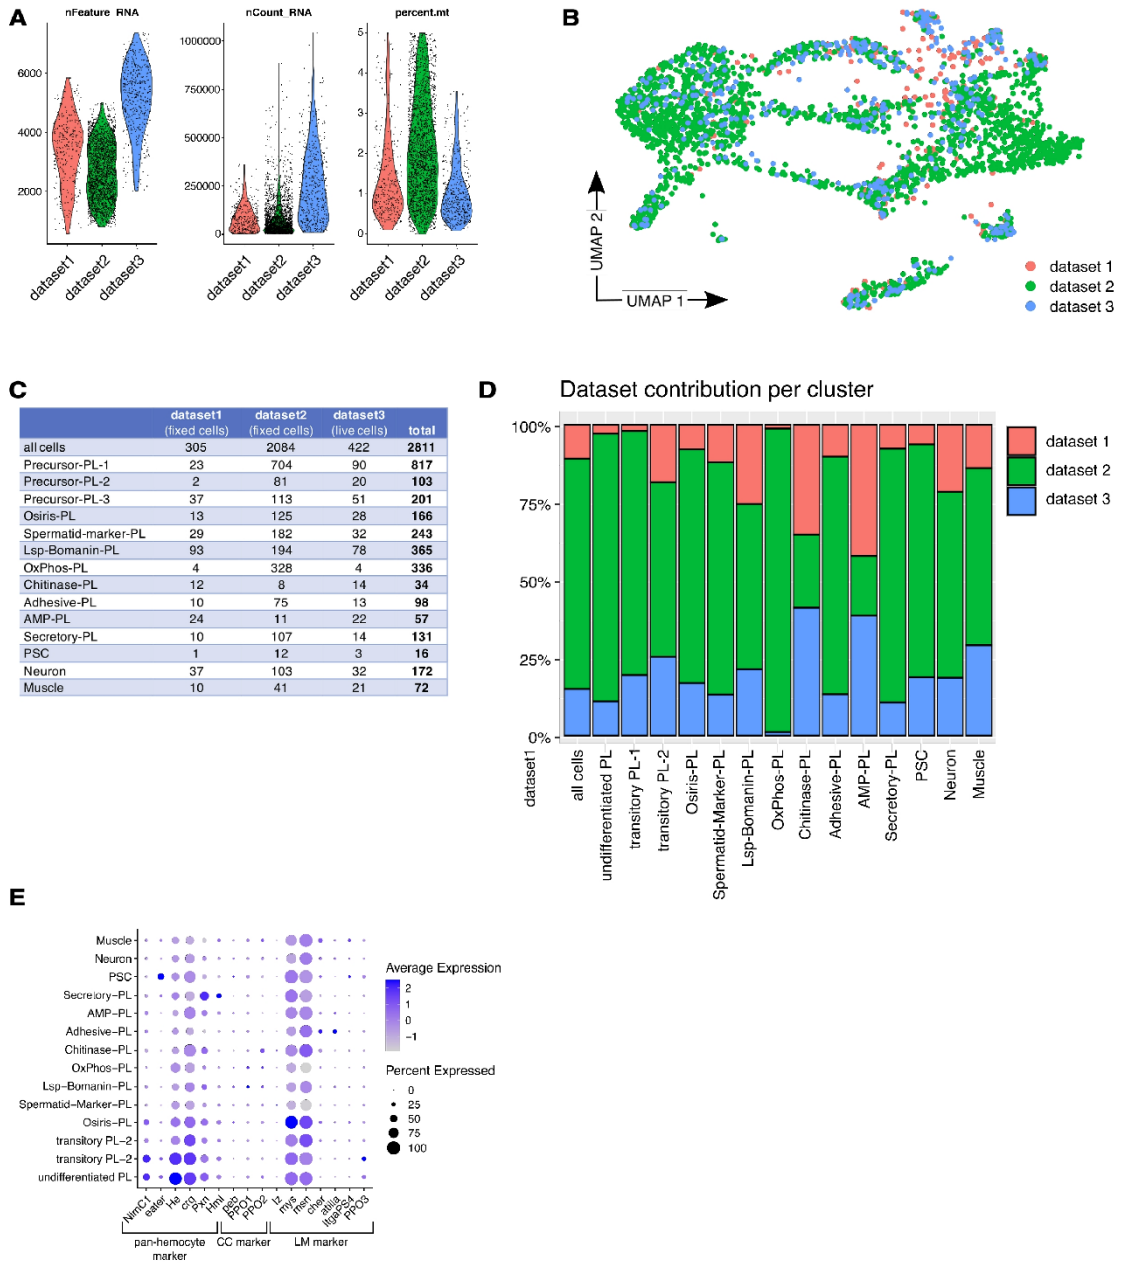 A
nFeature_RNA
nCount_RNA
percent.mt
6000
4000
2000
1000000
750000
500000
250000
0
5
4
3
2
1
0
dataset1
dataset2
dataset3
dataset1
dataset2
dataset3
dataset1
dataset2
dataset3
B
UMAP 2
UMAP 1
dataset 1
dataset 2
dataset 3
C
dataset1 dataset2 dataset3
(fixed cells) (fixed cells) (live cells) total
all cells 305 2084 422 2811
Precursor-PL-1 23 704 90 817
Precursor-PL-2 2 81 20 103
Precursor-PL-3 37 113 51 201
Osiris-PL 13 125 28 166
Spermatid-marker-PL 29 182 32 243
Lsp-Bomanin-PL 93 194 78 365
OxPhos-PL 4 328 4 336
Chitinase-PL 12 8 14 34
Adhesive-PL 10 75 13 98
AMP-PL 24 11 22 57
Secretory-PL 10 107 14 131
PSC 1 12 3 16
Neuron 37 103 32 172
Muscle 10 41 21 72
D
Dataset contribution per cluster
100%
75%
50%
25%
0%
dataset1
all cells
undifferentiated PL
transitory PL-1
transitory PL-2
Osiris-PL
Spermatid-Marker-PL
Lsp-Bomanin-PL
OxPhos-PL
Chitinase-PL
Adhesive-PL
AMP-PL
Secretory-PL
PSC
Neuron
Muscle
dataset 1
dataset 2
dataset 3
E
Muscle
Neuron
PSC
Secretory-PL
AMP-PL
Adhesive-PL
Chitinase-PL
OxPhos-PL
Lsp-Bomanin-PL
Spermatid-Marker-PL
Osiris-PL
transitory PL-2
transitory PL-2
undifferentiated PL
NimC1
eater
He
crq
Pxn
Hml
peb
PPO1
PPO2
lz
mys
msn
cher
atilla
ItgaPS4
PPO3
pan-hemocyte
marker
CC marker
LM marker
Average Expression
2
1
0
−1
Percent Expressed
0
25
50
75
100